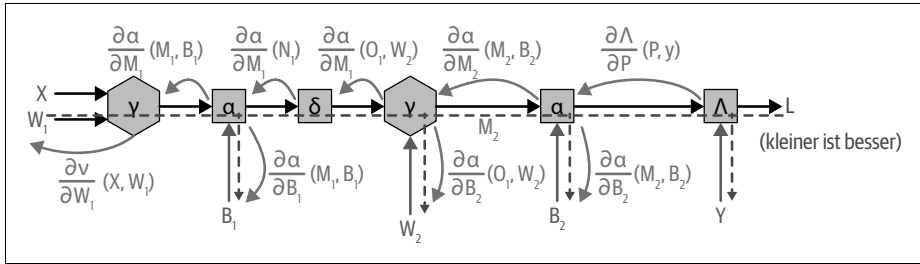 ∂α/∂M₁ (M₁, B₁)
∂α/∂M₁ (N₁)
∂α/∂M₁ (O₁, W₂)
∂α/∂M₂ (M₂, B₂)
∂Λ/∂P (P, y)
X
W₁
γ
α
δ
γ
M₂
α
Λ
L
(kleiner ist besser)
∂ν/∂W₁ (X, W₁)
∂α/∂B₁ (M₁, B₁)
∂α/∂B₂ (O₁, W₂)
∂α/∂B₂ (M₂, B₂)
B₁
W₂
B₂
Y